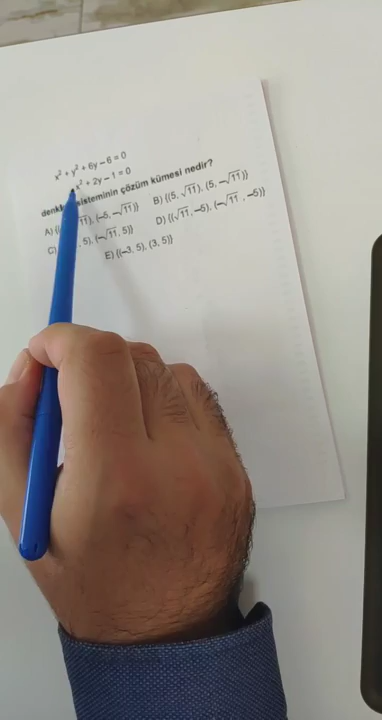 x² + y² + 6y – 6 = 0
x² + 2y – 1 = 0
sisteminin çözüm kümesi nedir?
A) {( √11), (–5, –√11)} B) {(5, √11), (5, –√11)}
C) , 5), (–√11, 5)} D) {(√11, –5), (–√11, –5)}
E) {(–3, 5), (3, 5)}